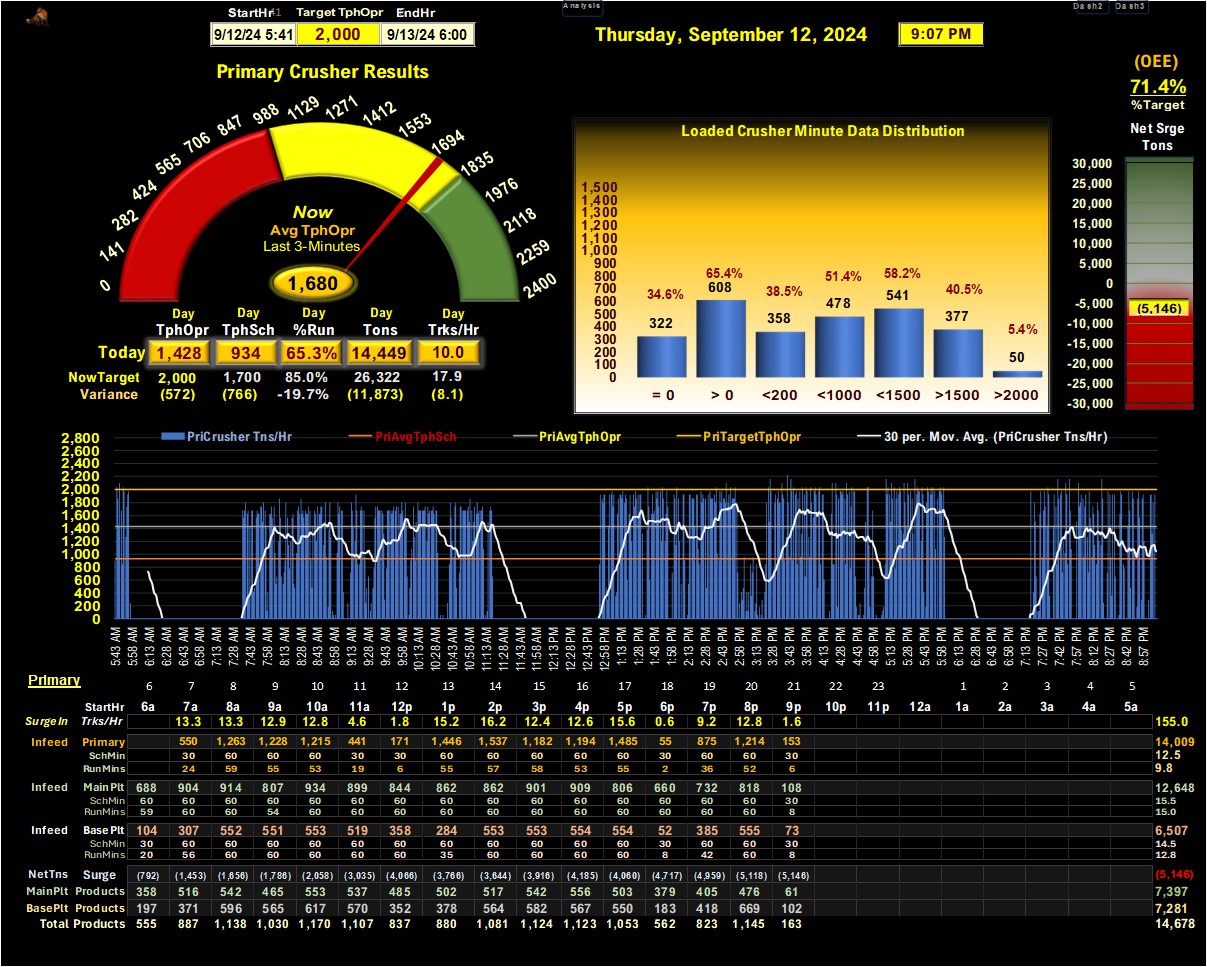 Analysis
Dash2 Dash3
StartHr Target TphOpr EndHr
9/12/24 5:41 2,000 9/13/24 6:00
Thursday, September 12, 2024
9:07 PM
Primary Crusher Results
0 141 282 424 565 706 847 988 1129 1271 1412 1553 1694 1835 1976 2118 2259 2400
Now
Avg TphOpr
Last 3-Minutes
1,680
Day Day Day Day Day
TphOpr TphSch %Run Tons Trks/Hr
Today 1,428 934 65.3% 14,449 10.0
NowTarget 2,000 1,700 85.0% 26,322 17.9
Variance (572) (766) -19.7% (11,873) (8.1)
Loaded Crusher Minute Data Distribution
1,500
1,400
1,300
1,200
1,100
1,000
900
800
700
600
500
400
300
200
100
0
34.6% 65.4% 38.5% 51.4% 58.2% 40.5% 5.4%
322 608 358 478 541 377 50
= 0 > 0 <200 <1000 <1500 >1500 >2000
(OEE)
71.4%
%Target
Net Srge
Tons
30,000
25,000
20,000
15,000
10,000
5,000
0
-5,000
(5,146)
-10,000
-15,000
-20,000
-25,000
-30,000
PriCrusher Tns/Hr PriAvgTphSch PriAvgTphOpr PriTargetTphOpr 30 per. Mov. Avg. (PriCrusher Tns/Hr)
2,800
2,600
2,400
2,200
2,000
1,800
1,600
1,400
1,200
1,000
800
600
400
200
0
5:43 AM 5:58 AM 6:13 AM 6:28 AM 6:43 AM 6:58 AM 7:13 AM 7:28 AM 7:43 AM 7:58 AM 8:13 AM 8:28 AM 8:43 AM 8:58 AM 9:13 AM 9:28 AM 9:43 AM 9:58 AM 10:13 AM 10:28 AM 10:43 AM 10:58 AM 11:13 AM 11:28 AM 11:43 AM 11:58 AM 12:13 PM 12:28 PM 12:43 PM 12:58 PM 1:13 PM 1:28 PM 1:43 PM 1:58 PM 2:13 PM 2:28 PM 2:43 PM 2:58 PM 3:13 PM 3:28 PM 3:43 PM 3:58 PM 4:13 PM 4:28 PM 4:43 PM 4:58 PM 5:13 PM 5:28 PM 5:43 PM 5:58 PM 6:13 PM 6:28 PM 6:43 PM 6:58 PM 7:13 PM 7:27 PM 7:42 PM 7:57 PM 8:12 PM 8:27 PM 8:42 PM 8:57 PM
Primary
6 7 8 9 10 11 12 13 14 15 16 17 18 19 20 21 22 23 1 2 3 4 5
StartHr 6a 7a 8a 9a 10a 11a 12p 1p 2p 3p 4p 5p 6p 7p 8p 9p 10p 11p 12a 1a 2a 3a 4a 5a
SurgeIn Trks/Hr 13.3 13.3 12.9 12.8 4.6 1.8 15.2 16.2 12.4 12.6 15.6 0.6 9.2 12.8 1.6 155.0
Infeed Primary 550 1,263 1,228 1,215 441 171 1,446 1,537 1,182 1,194 1,485 55 875 1,214 153 14,009
SchMin 30 60 60 60 30 30 60 60 60 60 60 30 60 60 30 12.5
RunMins 24 59 55 53 19 6 55 57 58 53 55 2 36 52 6 9.8
Infeed MainPlt 688 904 914 807 934 899 844 862 862 901 909 806 660 732 818 108 12,648
SchMin 60 60 60 60 60 60 60 60 60 60 60 60 60 60 60 30 15.5
RunMins 59 60 60 54 60 60 60 60 60 60 60 60 60 60 60 8 15.0
Infeed BasePlt 104 307 552 551 553 519 358 284 553 553 554 554 52 385 555 73 6,507
SchMin 30 60 60 60 60 60 60 60 60 60 60 60 30 60 60 30 14.5
RunMins 20 56 60 60 60 60 60 35 60 60 60 60 8 42 60 8 12.8
NetTns Surge (792) (1,453) (1,656) (1,786) (2,058) (3,035) (4,066) (3,766) (3,644) (3,916) (4,185) (4,060) (4,717) (4,959) (5,118) (5,146) (5,146)
MainPlt Products 358 516 542 465 553 537 485 502 517 542 556 503 379 405 476 61 7,397
BasePlt Products 197 371 596 565 617 570 352 378 564 582 567 550 183 418 669 102 7,281
Total Products 555 887 1,138 1,030 1,170 1,107 837 880 1,081 1,124 1,123 1,053 562 823 1,145 163 14,678